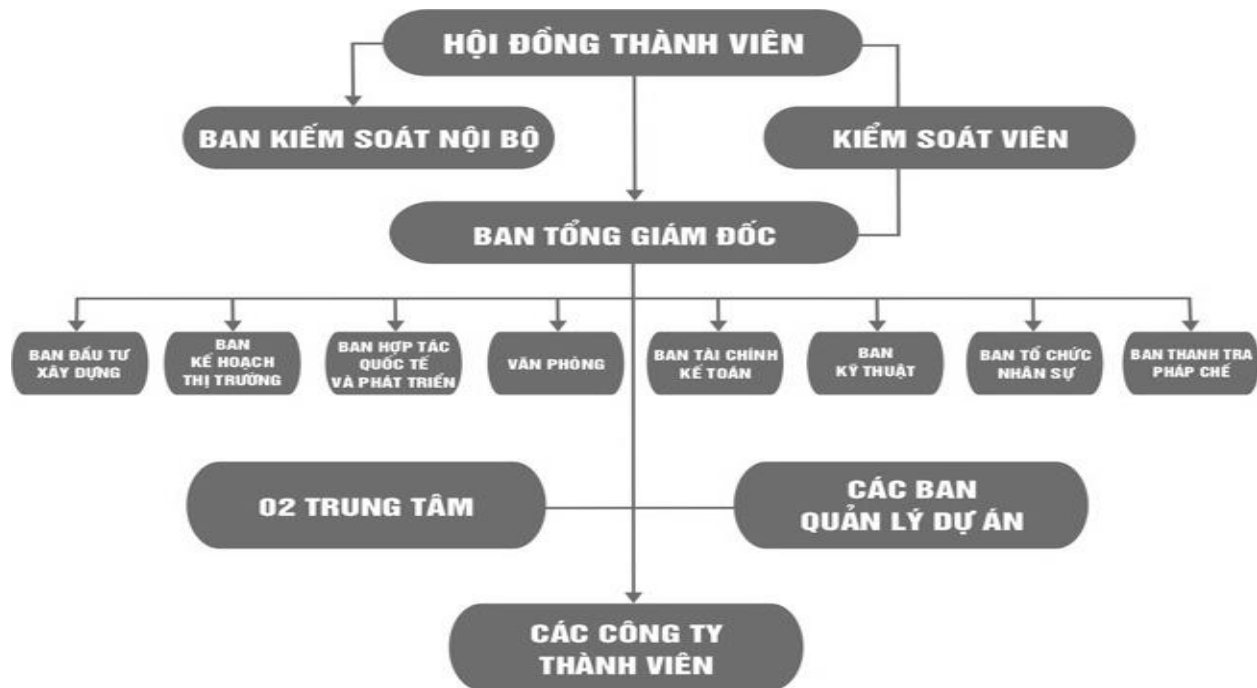 HỘI ĐỒNG THÀNH VIÊN
BAN KIỂM SOÁT NỘI BỘ
KIỂM SOÁT VIÊN
BAN TỔNG GIÁM ĐỐC
BAN ĐẦU TƯ
XÂY DỰNG
BAN
KẾ HOẠCH
THỊ TRƯỜNG
BAN HỢP TÁC
QUỐC TẾ
VÀ PHÁT TRIỂN
VĂN PHÒNG
BAN TÀI CHÍNH
KẾ TOÁN
BAN
KỸ THUẬT
BAN TỔ CHỨC
NHÂN SỰ
BAN THANH TRA
PHÁP CHẾ
02 TRUNG TÂM
CÁC BAN
QUẢN LÝ DỰ ÁN
CÁC CÔNG TY
THÀNH VIÊN